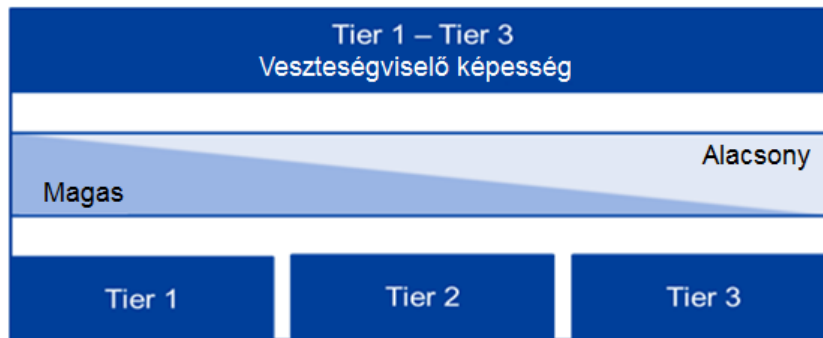 Tier 1 – Tier 3
Veszteségviselő képesség
Alacsony
Magas
Tier 1
Tier 2
Tier 3